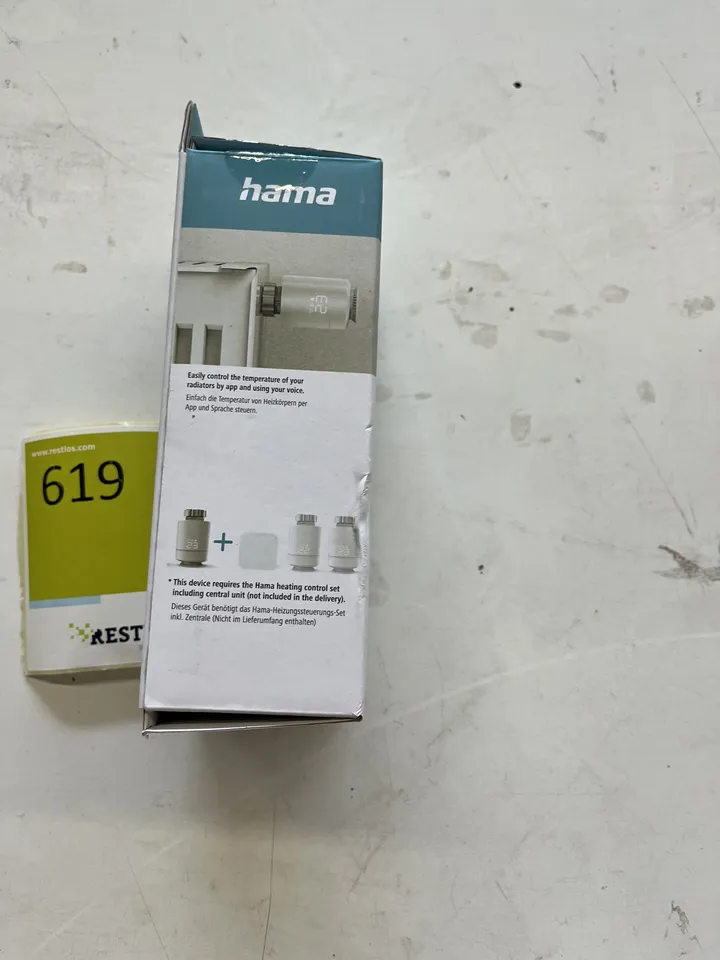 hama
Easily control the temperature of your
radiators by app and using your voice.
Einfach die Temperatur von Heizkörpern per
App und Sprache steuern.
www.restlos.com
619
REST
* This device requires the Hama heating control set
including central unit (not included in the delivery).
Dieses Gerät benötigt das Hama-Heizungssteuerungs-Set
inkl. Zentrale (Nicht im Lieferumfang enthalten)